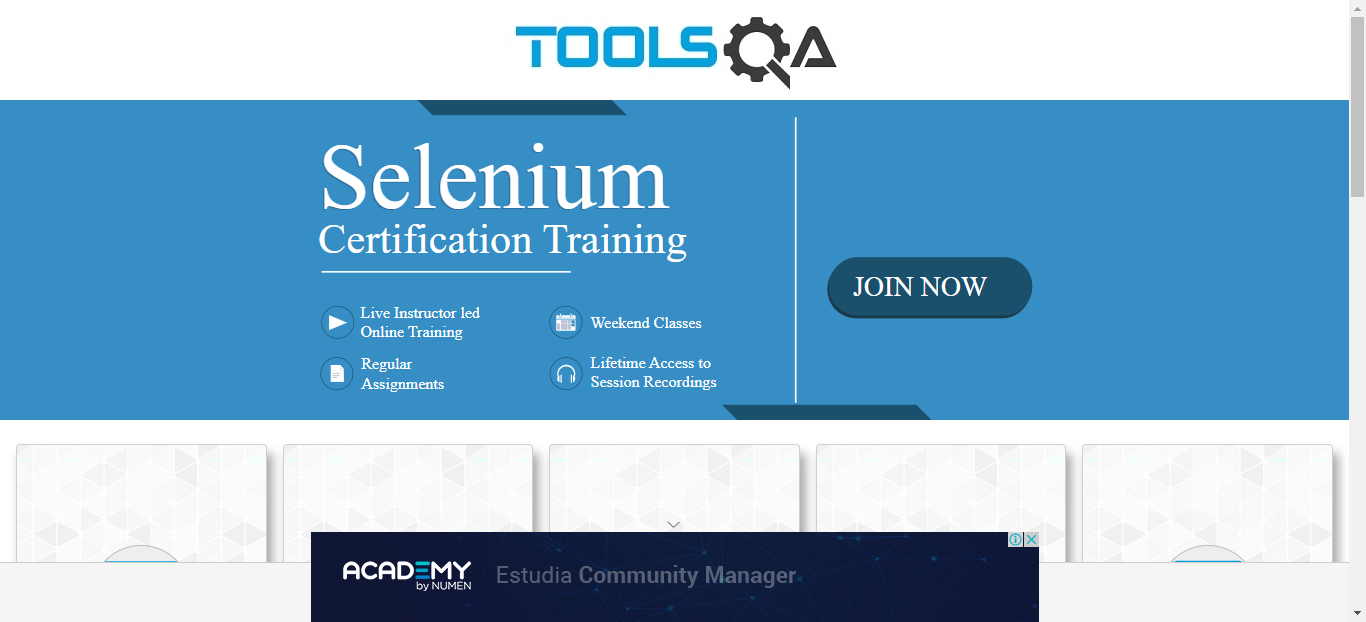 TOOLSQA
Selenium
Certification Training
Live Instructor led
Online Training
Weekend Classes
Regular
Assignments
Lifetime Access to
Session Recordings
JOIN NOW
ACADEMY
by NUMEN
Estudia Community Manager